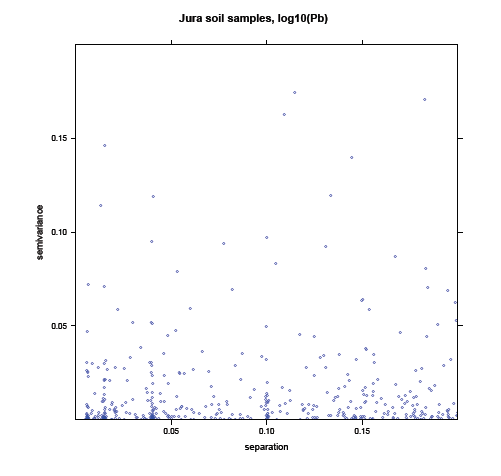 Jura soil samples, log10(Pb)
0.15
0.10
0.05
semivariance
0.05 0.10 0.15
separation